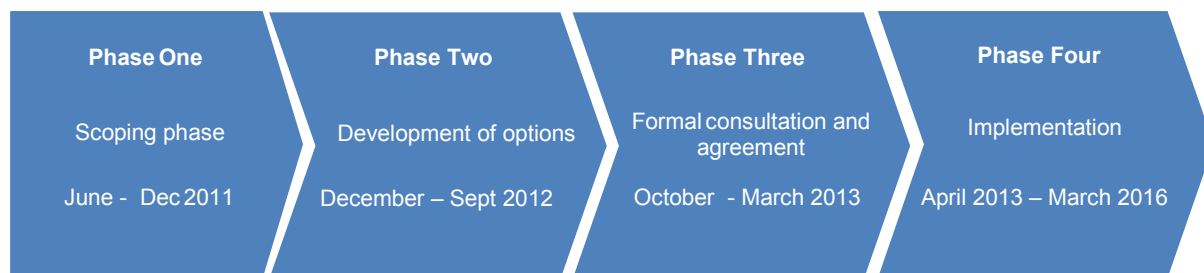 Phase One
Scoping phase
June - Dec 2011
Phase Two
Development of options
December – Sept 2012
Phase Three
Formal consultation and
agreement
October - March 2013
Phase Four
Implementation
April 2013 – March 2016